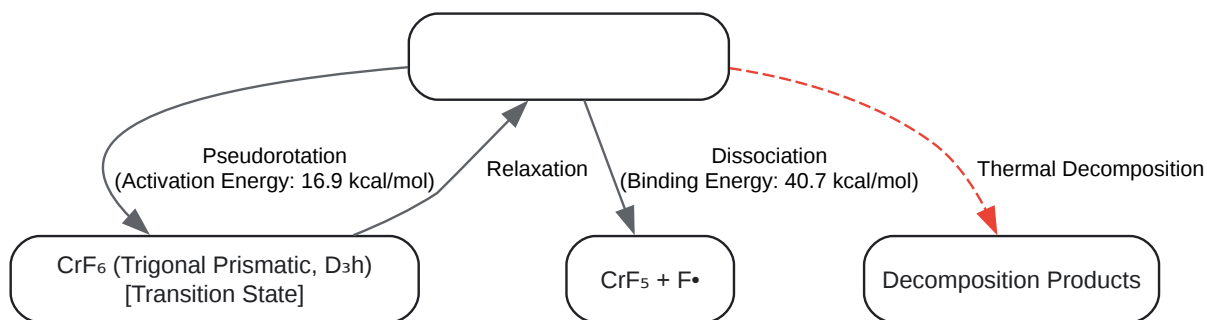 Pseudorotation
(Activation Energy: 16.9 kcal/mol)
Relaxation
Dissociation
(Binding Energy: 40.7 kcal/mol)
Thermal Decomposition
CrF₆ (Trigonal Prismatic, D₃h)
[Transition State]
CrF₅ + F•
Decomposition Products